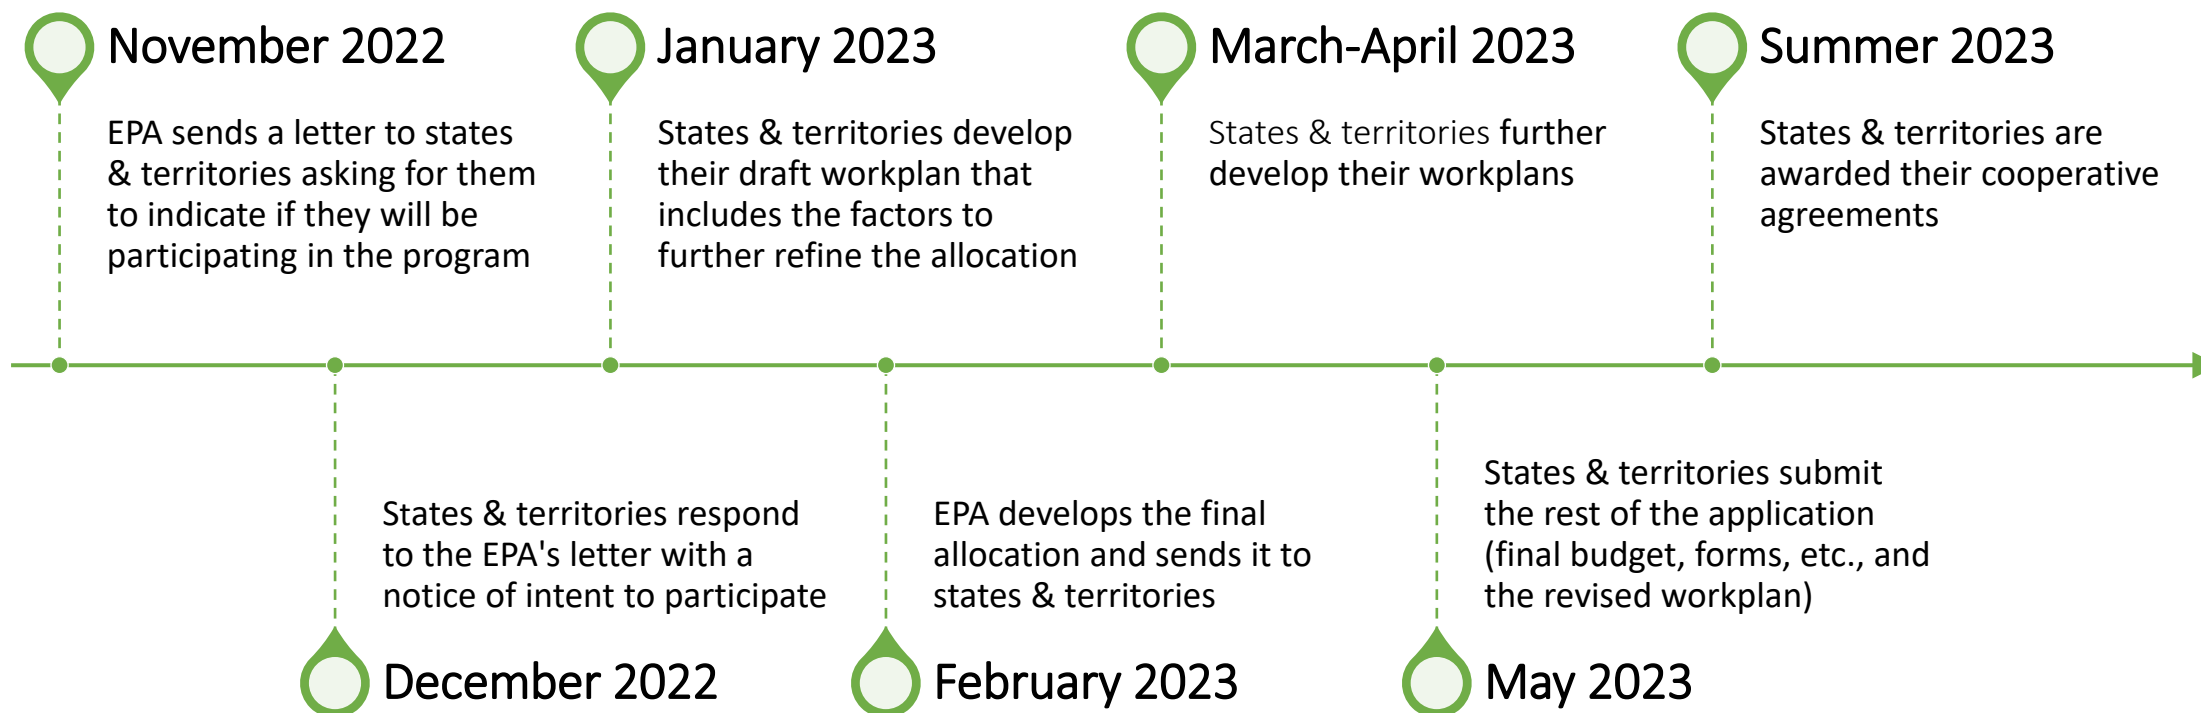 November 2022
EPA sends a letter to states
& territories asking for them
to indicate if they will be
participating in the program
December 2022
States & territories respond
to the EPA's letter with a
notice of intent to participate
January 2023
States & territories develop
their draft workplan that
includes the factors to
further refine the allocation
February 2023
EPA develops the final
allocation and sends it to
states & territories
March-April 2023
States & territories further
develop their workplans
May 2023
States & territories submit
the rest of the application
(final budget, forms, etc., and
the revised workplan)
Summer 2023
States & territories are
awarded their cooperative
agreements